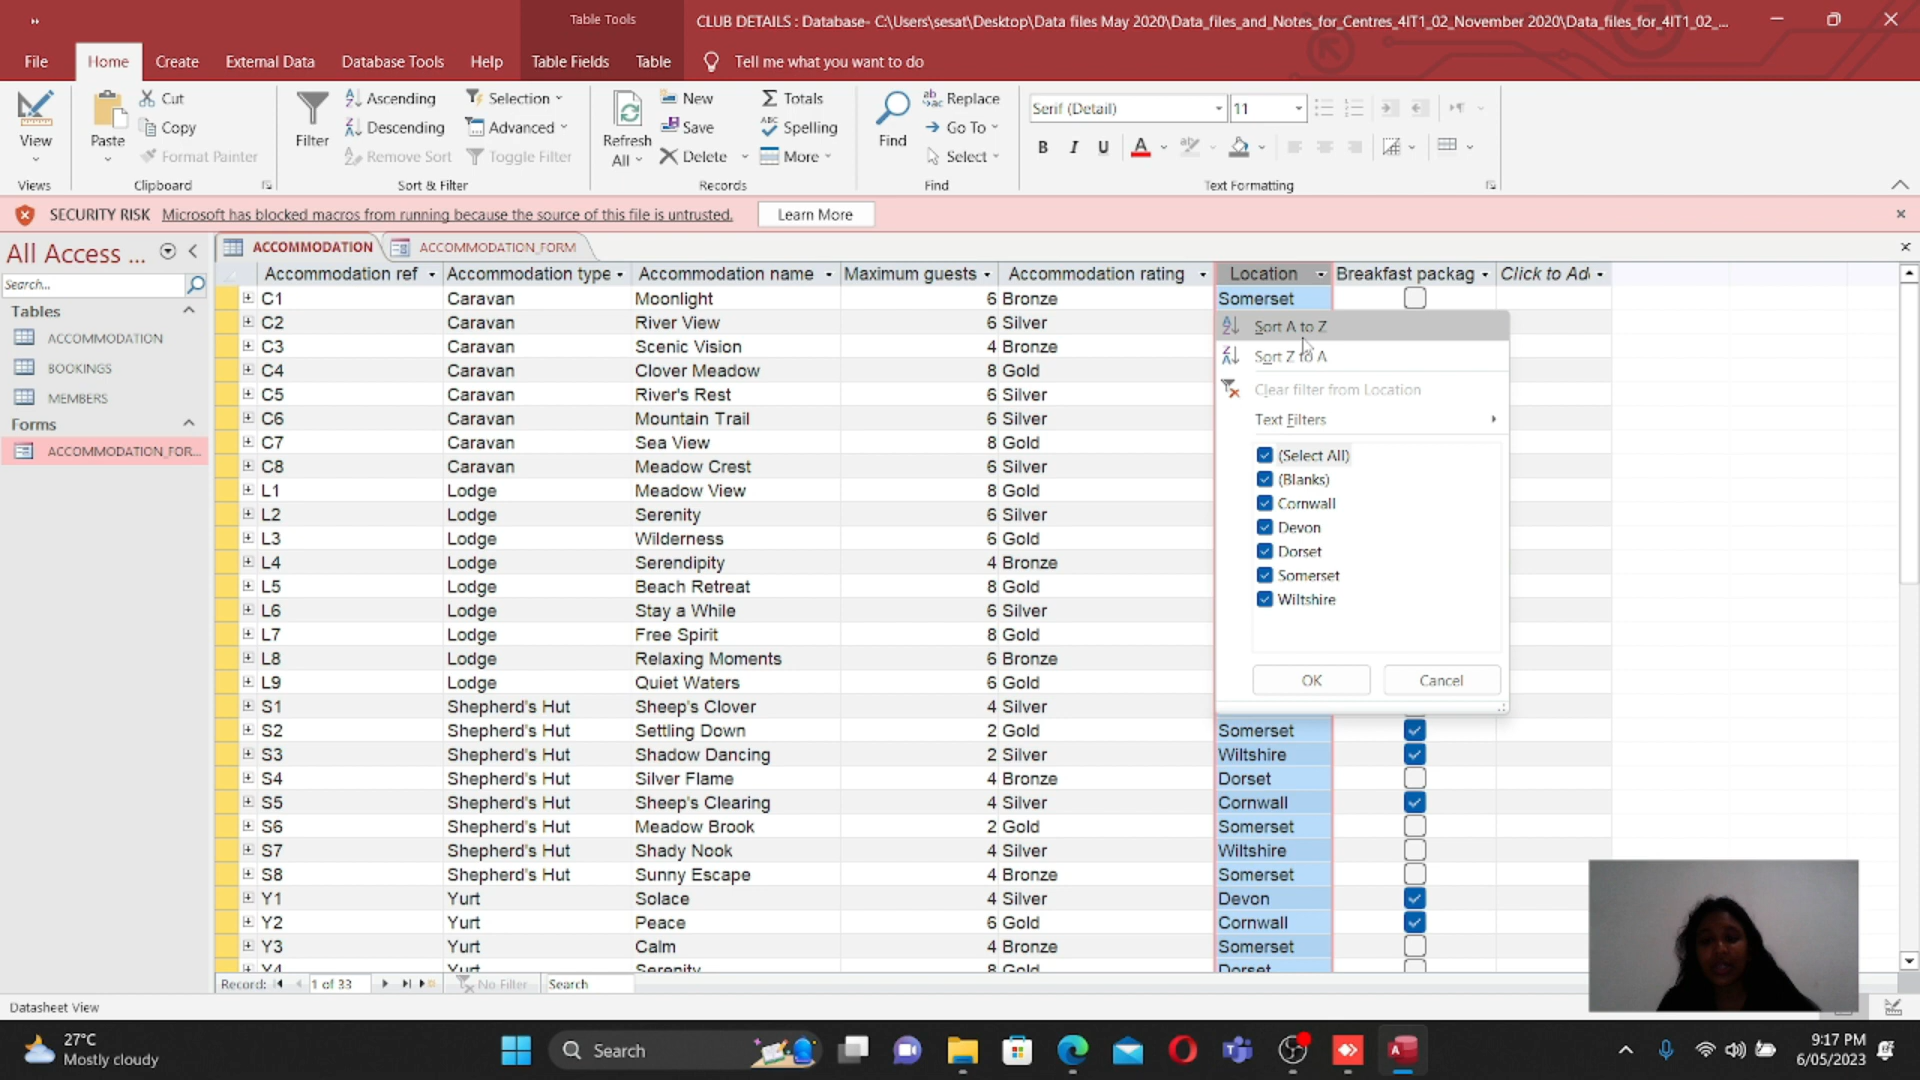 Table Tools
CLUB DETAILS : Database- C:\Users\sesat\Desktop\Data files May 2020\Data_files_and_Notes_for_Centres_4IT1_02_November 2020\Data_files_for_4IT1_02_...
File Home Create External Data Database Tools Help Table Fields Table Tell me what you want to do
View
Views
Paste
Cut
Copy
Format Painter
Clipboard
Filter
Ascending
Descending
Remove Sort
Selection
Advanced
Toggle Filter
Sort & Filter
Refresh
All
New
Save
Delete
Totals
Spelling
More
Records
Find
Replace
Go To
Select
Find
Serif (Detail) 11
B I U A
Text Formatting
SECURITY RISK Microsoft has blocked macros from running because the source of this file is untrusted. Learn More
All Access ...
Search...
Tables
ACCOMMODATION
BOOKINGS
MEMBERS
Forms
ACCOMMODATION_FOR...
ACCOMMODATION ACCOMMODATION_FORM
Accommodation ref Accommodation type Accommodation name Maximum guests Accommodation rating Location Breakfast packag Click to Ad
C1 Caravan Moonlight 6 Bronze Somerset
C2 Caravan River View 6 Silver
C3 Caravan Scenic Vision 4 Bronze
C4 Caravan Clover Meadow 8 Gold
C5 Caravan River's Rest 6 Silver
C6 Caravan Mountain Trail 6 Silver
C7 Caravan Sea View 8 Gold
C8 Caravan Meadow Crest 6 Silver
L1 Lodge Meadow View 8 Gold
L2 Lodge Serenity 6 Silver
L3 Lodge Wilderness 6 Gold
L4 Lodge Serendipity 4 Bronze
L5 Lodge Beach Retreat 8 Gold
L6 Lodge Stay a While 6 Silver
L7 Lodge Free Spirit 8 Gold
L8 Lodge Relaxing Moments 6 Bronze
L9 Lodge Quiet Waters 6 Gold
S1 Shepherd's Hut Sheep's Clover 4 Silver
S2 Shepherd's Hut Settling Down 2 Gold Somerset
S3 Shepherd's Hut Shadow Dancing 2 Silver Wiltshire
S4 Shepherd's Hut Silver Flame 4 Bronze Dorset
S5 Shepherd's Hut Sheep's Clearing 4 Silver Cornwall
S6 Shepherd's Hut Meadow Brook 2 Gold Somerset
S7 Shepherd's Hut Shady Nook 4 Silver Wiltshire
S8 Shepherd's Hut Sunny Escape 4 Bronze Somerset
Y1 Yurt Solace 4 Silver Devon
Y2 Yurt Peace 6 Gold Cornwall
Y3 Yurt Calm 4 Bronze Somerset
Y4 Yurt Serenity 8 Gold Dorset
Sort A to Z
Sort Z to A
Clear filter from Location
Text Filters
(Select All)
(Blanks)
Cornwall
Devon
Dorset
Somerset
Wiltshire
OK Cancel
Record: 1 of 33 No Filter Search
Datasheet View
27°C
Mostly cloudy
Search
9:17 PM
6/05/2023